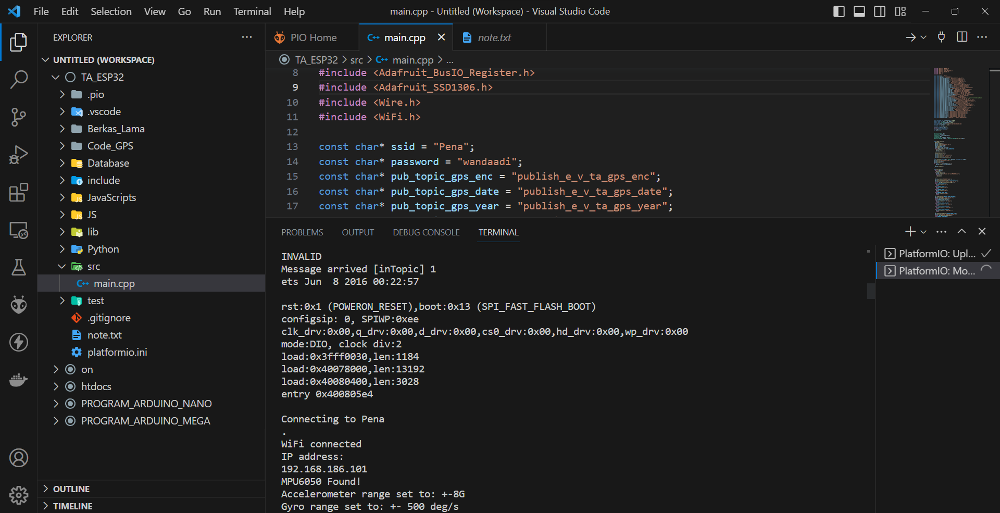 File Edit Selection View Go Run Terminal Help
main.cpp - Untitled (Workspace) - Visual Studio Code
EXPLORER
UNTITLED (WORKSPACE)
TA_ESP32
.pio
.vscode
Berkas_Lama
Code_GPS
Database
include
JavaScripts
JS
lib
Python
src
main.cpp
test
.gitignore
note.txt
platformio.ini
on
htdocs
PROGRAM_ARDUINO_NANO
PROGRAM_ARDUINO_MEGA
OUTLINE
TIMELINE
PIO Home
main.cpp
note.txt
TA_ESP32 > src > main.cpp > ...
8 #include <Adafruit_BusIO_Register.h>
9 #include <Adafruit_SSD1306.h>
10 #include <Wire.h>
11 #include <WiFi.h>
12
13 const char* ssid = "Pena";
14 const char* password = "wandaadi";
15 const char* pub_topic_gps_enc = "publish_e_v_ta_gps_enc";
16 const char* pub_topic_gps_date = "publish_e_v_ta_gps_date";
17 const char* pub_topic_gps_year = "publish_e_v_ta_gps_year";
PROBLEMS OUTPUT DEBUG CONSOLE TERMINAL
INVALID
Message arrived [inTopic] 1
ets Jun  8 2016 00:22:57
rst:0x1 (POWERON_RESET),boot:0x13 (SPI_FAST_FLASH_BOOT)
configsip: 0, SPIWP:0xee
clk_drv:0x00,q_drv:0x00,d_drv:0x00,cs0_drv:0x00,hd_drv:0x00,wp_drv:0x00
mode:DIO, clock div:2
load:0x3fff0030,len:1184
load:0x40078000,len:13192
load:0x40080400,len:3028
entry 0x400805e4
Connecting to Pena
.
WiFi connected
IP address:
192.168.186.101
MPU6050 Found!
Accelerometer range set to: +-8G
Gyro range set to: +- 500 deg/s
PlatformIO: Upl...
PlatformIO: Mo...